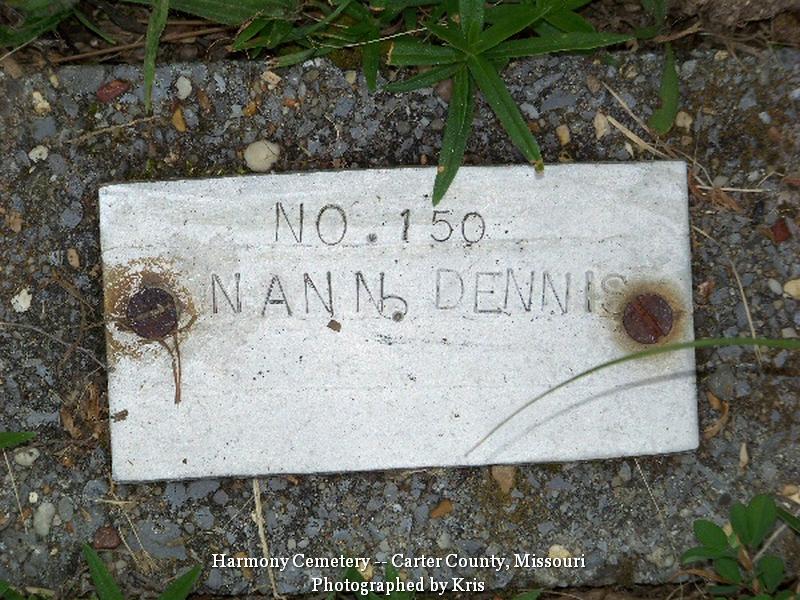 NO. 150
NANN. DENNIS
Harmony Cemetery -- Carter County, Missouri
Photographed by Kris